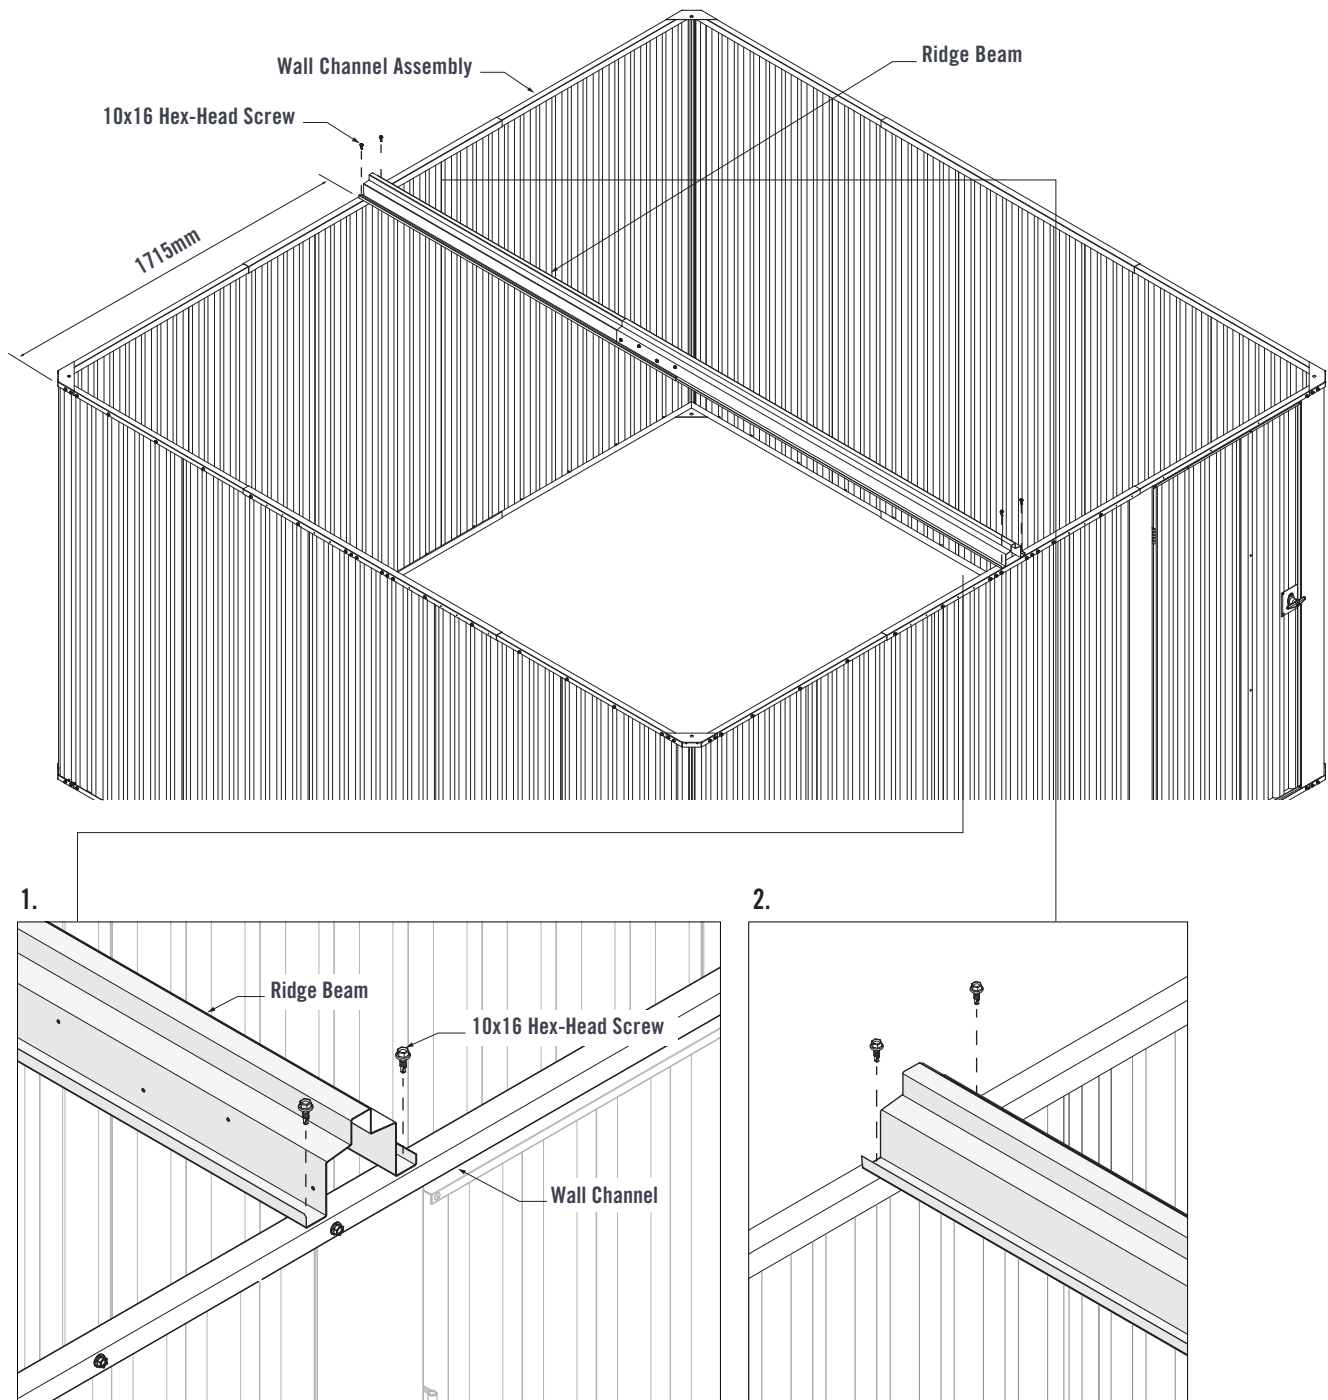 Wall Channel Assembly
Ridge Beam
10x16 Hex-Head Screw
1715mm
1.
2.
Ridge Beam
10x16 Hex-Head Screw
Wall Channel